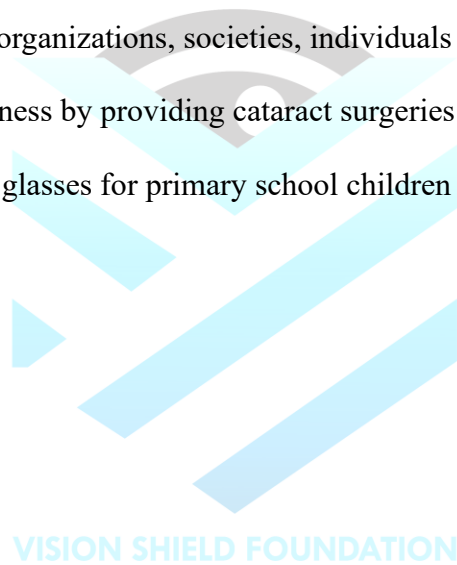 organizations, societies, individuals
ness by providing cataract surgeries
glasses for primary school children
VISION SHIELD FOUNDATION